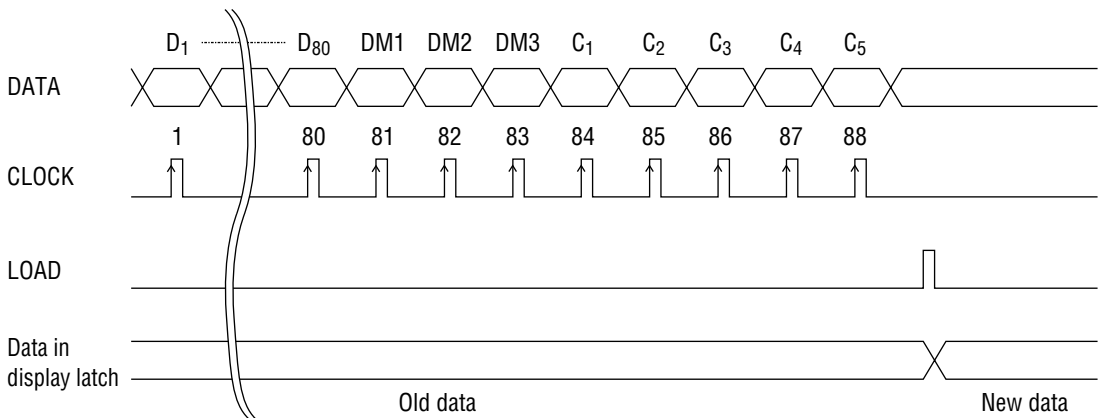 D₁ D₈₀ DM1 DM2 DM3 C₁ C₂ C₃ C₄ C₅
DATA
1 80 81 82 83 84 85 86 87 88
CLOCK
LOAD
Data in
display latch
Old data New data